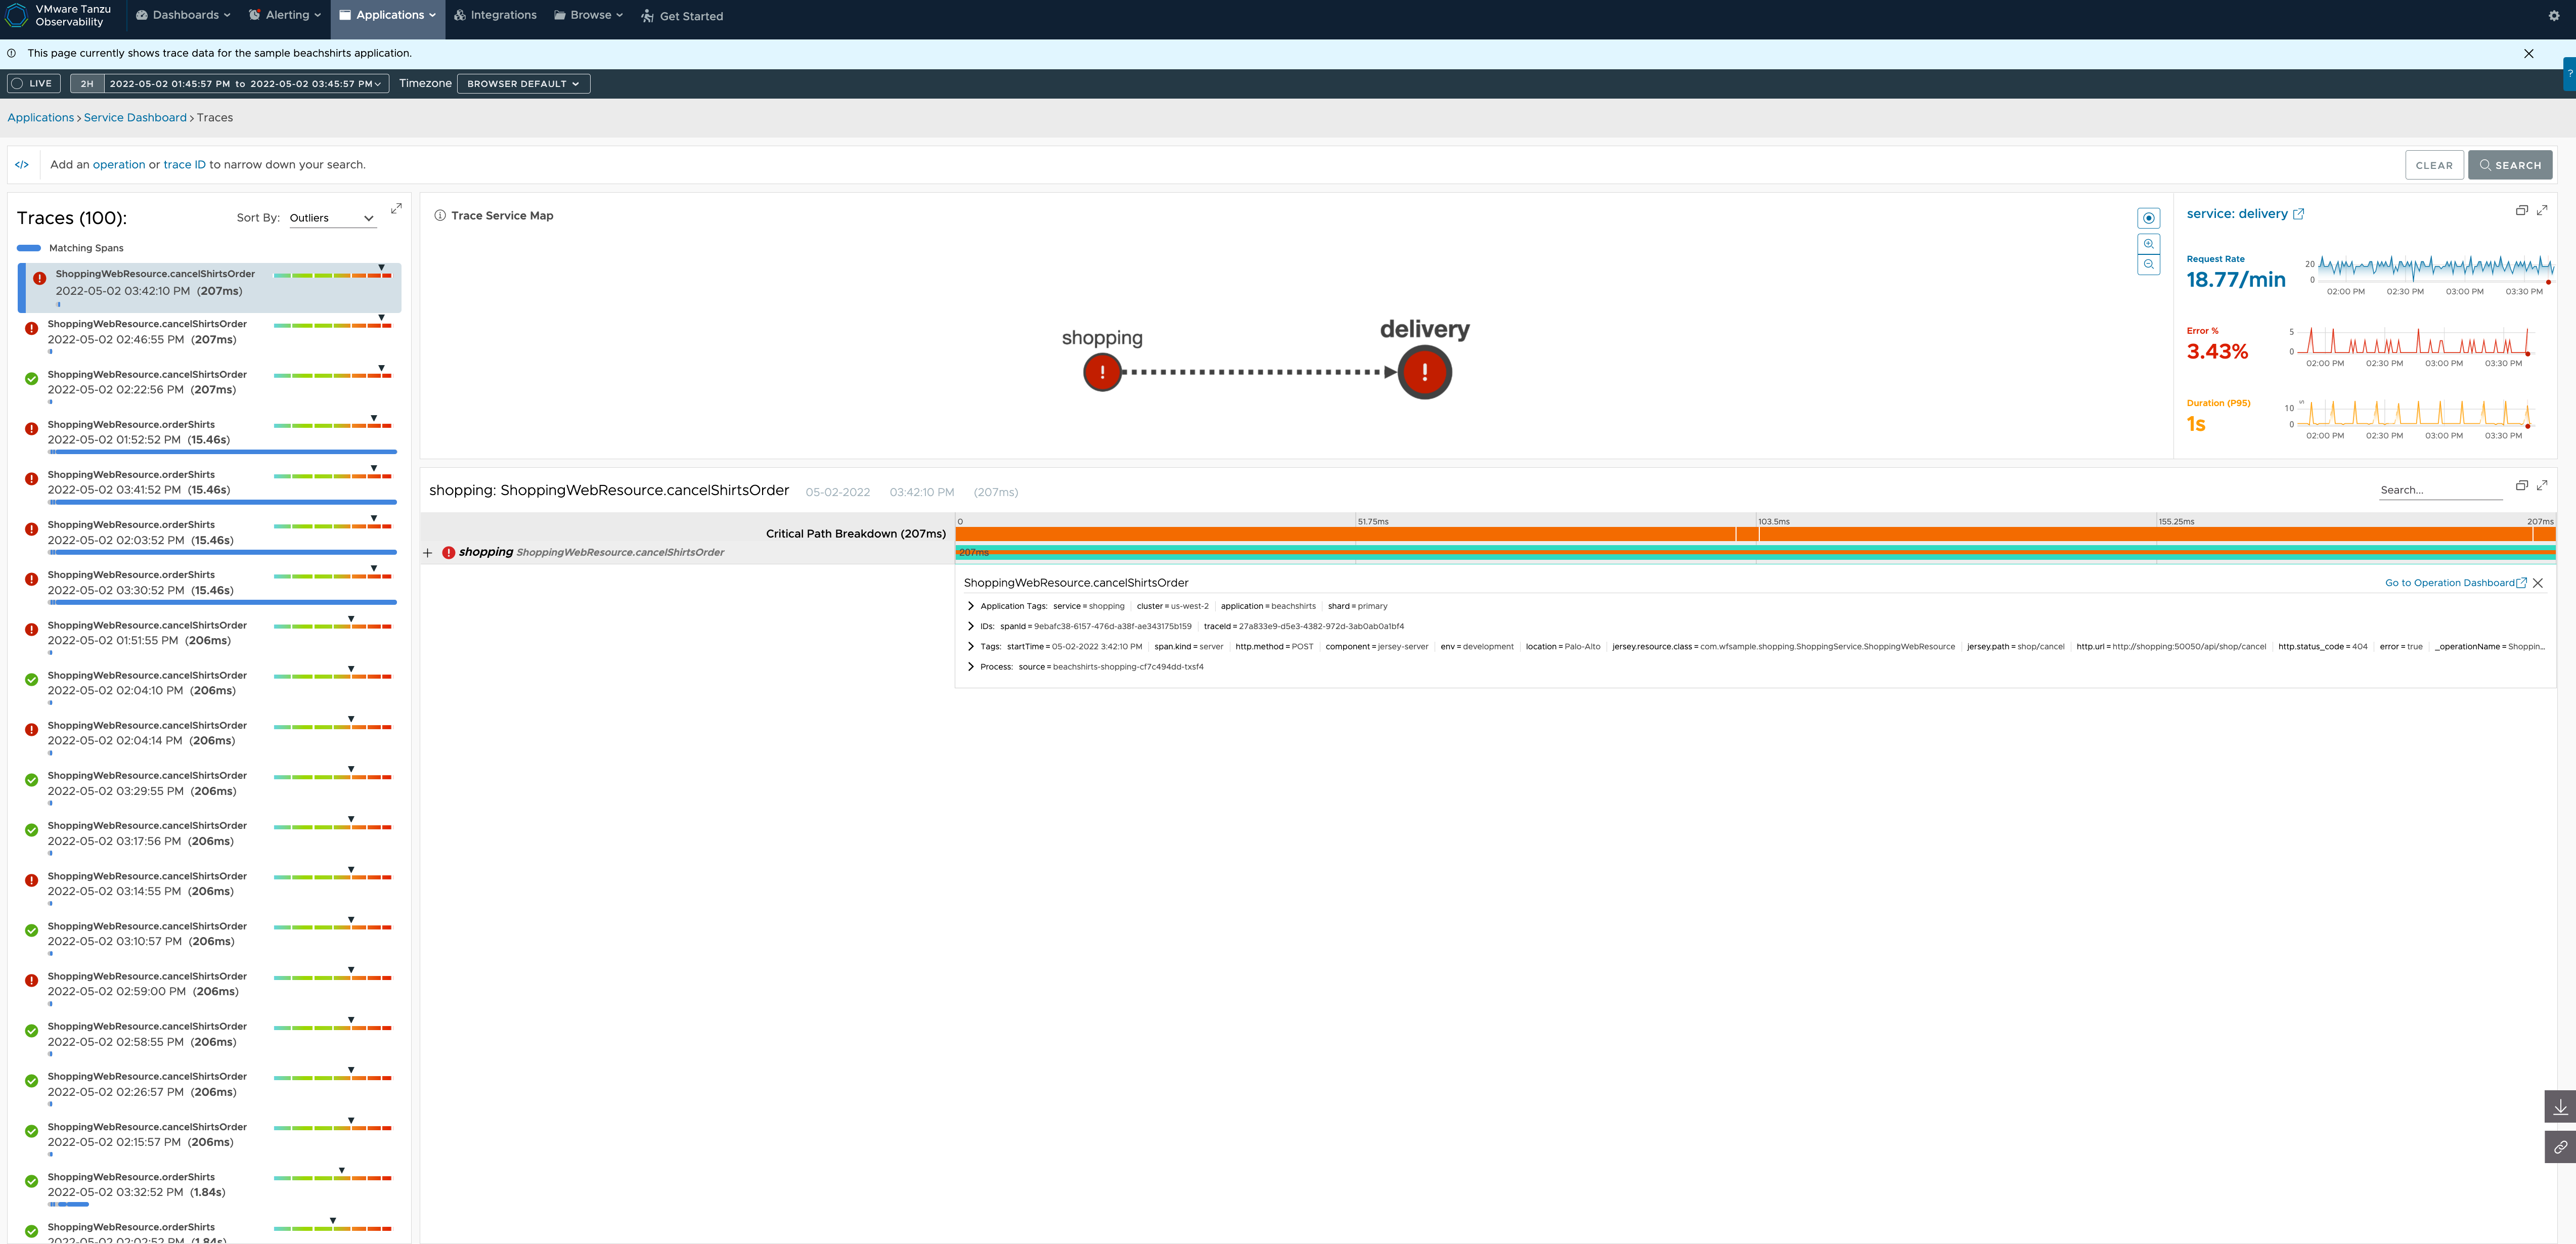 VMware Tanzu
Observability
Dashboards
Alerting
Applications
Integrations
Browse
Get Started
This page currently shows trace data for the sample beachshirts application.
?
LIVE
2H 2022-05-02 01:45:57 PM to 2022-05-02 03:45:57 PM
Timezone
BROWSER DEFAULT
Applications › Service Dashboard › Traces
</> Add an operation or trace ID to narrow down your search.
CLEAR
SEARCH
Traces (100):
Sort By: Outliers
Matching Spans
ShoppingWebResource.cancelShirtsOrder
2022-05-02 03:42:10 PM (207ms)
ShoppingWebResource.cancelShirtsOrder
2022-05-02 02:46:55 PM (207ms)
ShoppingWebResource.cancelShirtsOrder
2022-05-02 02:22:56 PM (207ms)
ShoppingWebResource.orderShirts
2022-05-02 01:52:52 PM (15.46s)
ShoppingWebResource.orderShirts
2022-05-02 03:41:52 PM (15.46s)
ShoppingWebResource.orderShirts
2022-05-02 02:03:52 PM (15.46s)
ShoppingWebResource.orderShirts
2022-05-02 03:30:52 PM (15.46s)
ShoppingWebResource.cancelShirtsOrder
2022-05-02 01:51:55 PM (206ms)
ShoppingWebResource.cancelShirtsOrder
2022-05-02 02:04:10 PM (206ms)
ShoppingWebResource.cancelShirtsOrder
2022-05-02 02:04:14 PM (206ms)
ShoppingWebResource.cancelShirtsOrder
2022-05-02 03:29:55 PM (206ms)
ShoppingWebResource.cancelShirtsOrder
2022-05-02 03:17:56 PM (206ms)
ShoppingWebResource.cancelShirtsOrder
2022-05-02 03:14:55 PM (206ms)
ShoppingWebResource.cancelShirtsOrder
2022-05-02 03:10:57 PM (206ms)
ShoppingWebResource.cancelShirtsOrder
2022-05-02 02:59:00 PM (206ms)
ShoppingWebResource.cancelShirtsOrder
2022-05-02 02:58:55 PM (206ms)
ShoppingWebResource.cancelShirtsOrder
2022-05-02 02:26:57 PM (206ms)
ShoppingWebResource.cancelShirtsOrder
2022-05-02 02:15:57 PM (206ms)
ShoppingWebResource.orderShirts
2022-05-02 03:32:52 PM (1.84s)
ShoppingWebResource.orderShirts
2022-05-02 02:02:52 PM (1.84s)
Trace Service Map
shopping
delivery
service: delivery
Request Rate
18.77/min
20
0
02:00 PM 02:30 PM 03:00 PM 03:30 PM
Error %
3.43%
5
0
02:00 PM 02:30 PM 03:00 PM 03:30 PM
Duration (P95)
1s
10
s
0
02:00 PM 02:30 PM 03:00 PM 03:30 PM
shopping: ShoppingWebResource.cancelShirtsOrder 05-02-2022 03:42:10 PM (207ms)
Search...
0 51.75ms 103.5ms 155.25ms 207ms
Critical Path Breakdown (207ms)
shopping ShoppingWebResource.cancelShirtsOrder
207ms
ShoppingWebResource.cancelShirtsOrder
Go to Operation Dashboard
Application Tags: service = shopping cluster = us-west-2 application = beachshirts shard = primary
IDs: spanId = 9ebafc38-6157-476d-a38f-ae343175b159 traceId = 27a833e9-d5e3-4382-972d-3ab0ab0a1bf4
Tags: startTime = 05-02-2022 3:42:10 PM span.kind = server http.method = POST component = jersey-server env = development location = Palo-Alto jersey.resource.class = com.wfsample.shopping.ShoppingService.ShoppingWebResource jersey.path = shop/cancel http.url = http://shopping:50050/api/shop/cancel http.status_code = 404 error = true _operationName = Shoppin...
Process: source = beachshirts-shopping-cf7c494dd-txsf4